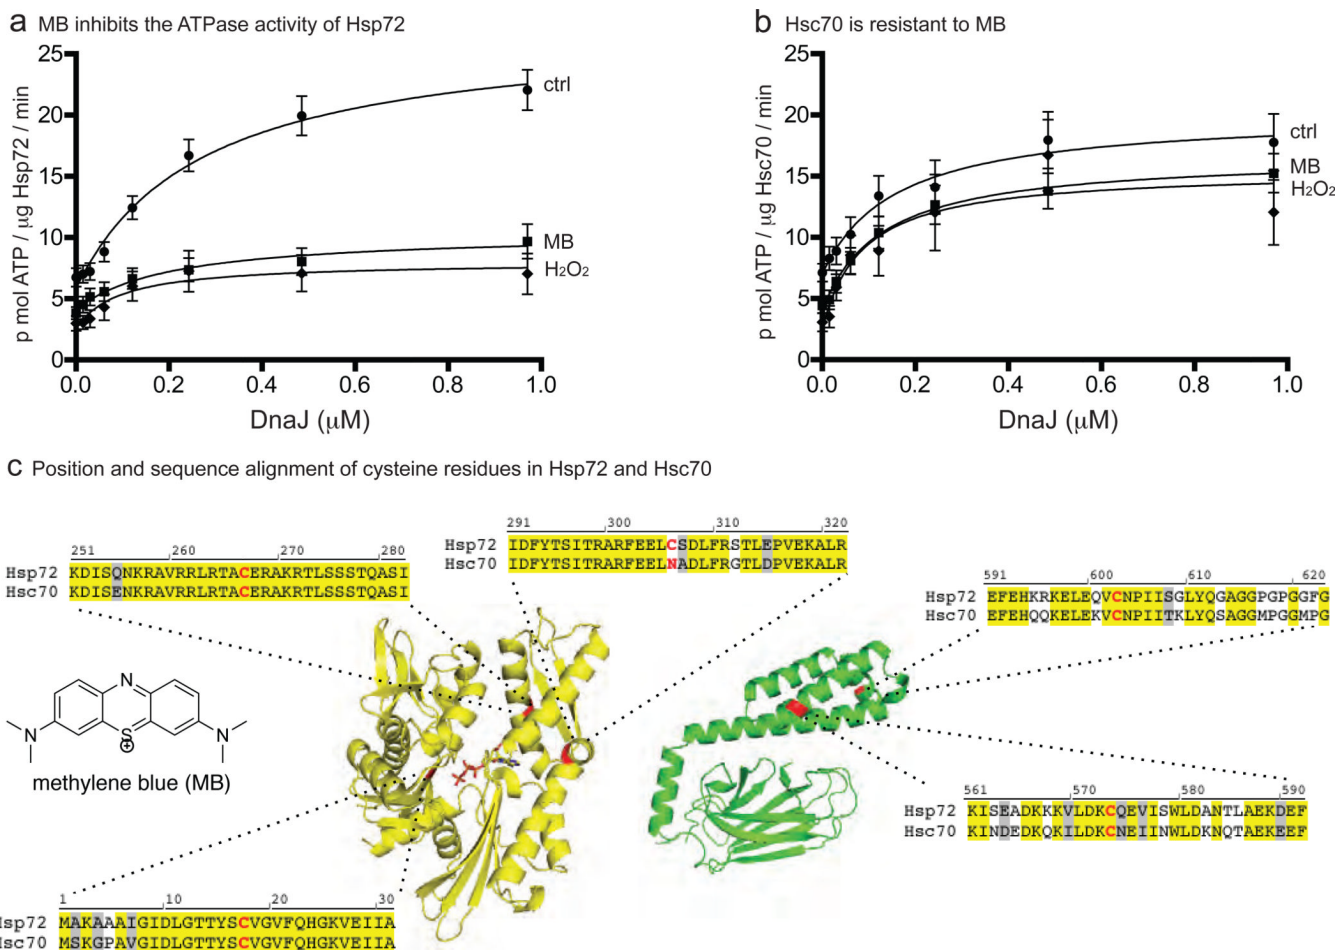 a MB inhibits the ATPase activity of Hsp72
25
20
15
10
5
0
p mol ATP / μg Hsp72 / min
ctrl
MB
H2O2
0.0 0.2 0.4 0.6 0.8 1.0
DnaJ (μM)
b Hsc70 is resistant to MB
25
20
15
10
5
0
p mol ATP / μg Hsc70 / min
ctrl
MB
H2O2
0.0 0.2 0.4 0.6 0.8 1.0
DnaJ (μM)
c Position and sequence alignment of cysteine residues in Hsp72 and Hsc70
251 260 270 280
Hsp72 KDISQNKRAVRRLRTACERAKRTLSSSTQASI
Hsc70 KDISENKRAVRRLRTACERAKRTLSSSTQASI
291 300 310 320
Hsp72 IDFYTSITRARFEELCSDLFRSTLEPVEKALR
Hsc70 IDFYTSITRARFEELNADLFRGTLDPVEKALR
591 600 610 620
Hsp72 EFEHKRKELEQVCNPIISGLYQGAGGPGPGGFG
Hsc70 EFEHQQKELEKVCNPIITKLYQSAGGMPGGMPG
N
S
⊕
N
N
methylene blue (MB)
561 570 580 590
Hsp72 KISEADKKKVLDKCQEVISWLDANTLAEKDEF
Hsc70 KINDEDKQKILDKCNEIINWLDKNQTAEKEEF
1 10 20 30
Hsp72 MAKAAAIGIDLGTTYSCVGVFQHGKVEIIA
Hsc70 MSKGPAVGIDLGTTYSCVGVFQHGKVEIIA